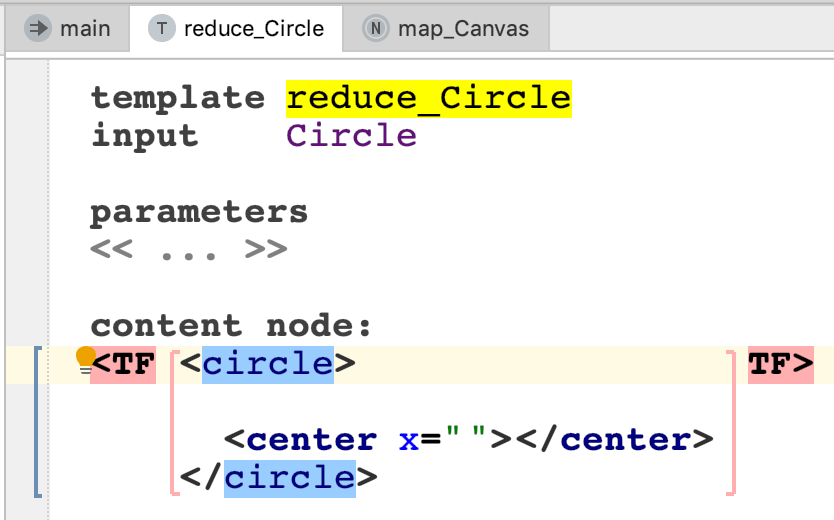 main T reduce_Circle N map_Canvas
template reduce_Circle
input Circle
parameters
<< ... >>
content node:
<TF <circle> TF>
<center x=" "></center>
</circle>